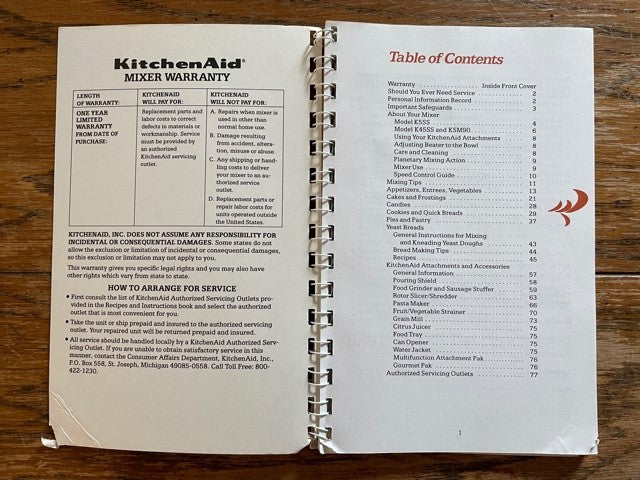 KitchenAid®
MIXER WARRANTY
LENGTH
OF WARRANTY:
KITCHENAID
WILL PAY FOR:
KITCHENAID
WILL NOT PAY FOR:
ONE YEAR
LIMITED
WARRANTY
FROM DATE OF
PURCHASE:
Replacement parts and
labor costs to correct
defects in materials or
workmanship. Service
must be provided by
an authorized
KitchenAid servicing
outlet.
A. Repairs when mixer is
used in other than
normal home use.
B. Damage resulting
from accident, altera-
tion, misuse or abuse.
C. Any shipping or hand-
ling costs to deliver
your mixer to an au-
thorized service
outlet.
D. Replacement parts or
repair labor costs for
units operated outside
the United States.
KITCHENAID, INC. DOES NOT ASSUME ANY RESPONSIBILITY FOR
INCIDENTAL OR CONSEQUENTIAL DAMAGES. Some states do not
allow the exclusion or limitation of incidental or consequential damages,
so this exclusion or limitation may not apply to you.
This warranty gives you specific legal rights and you may also have
other rights which vary from state to state.
HOW TO ARRANGE FOR SERVICE
• First consult the list of KitchenAid Authorized Servicing Outlets pro-
vided in the Recipes and Instructions book and select the authorized
outlet that is most convenient for you.
• Take the unit or ship prepaid and insured to the authorized servicing
outlet. Your repaired unit will be returned prepaid and insured.
• All service should be handled locally by a KitchenAid Authorized Serv-
icing Outlet. If you are unable to obtain satisfactory service in this
manner, contact the Consumer Affairs Department, KitchenAid, Inc.,
P.O. Box 558, St. Joseph, Michigan 49085-0558. Call Toll Free: 800-
422-1230.
Table of Contents
Warranty ........ Inside Front Cover
Should You Ever Need Service ........ 2
Personal Information Record ........ 2
Important Safeguards ........ 3
About Your Mixer
Model K5SS ........ 4
Model K45SS and KSM90 ........ 6
Using Your KitchenAid Attachments ........ 8
Adjusting Beater to the Bowl ........ 8
Care and Cleaning ........ 8
Planetary Mixing Action ........ 9
Mixer Use ........ 9
Speed Control Guide ........ 10
Mixing Tips ........ 11
Appetizers, Entrees, Vegetables ........ 13
Cakes and Frostings ........ 21
Candies ........ 28
Cookies and Quick Breads ........ 29
Pies and Pastry ........ 37
Yeast Breads
General Instructions for Mixing
and Kneading Yeast Doughs ........ 43
Bread Making Tips ........ 44
Recipes ........ 45
KitchenAid Attachments and Accessories
General Information ........ 57
Pouring Shield ........ 58
Food Grinder and Sausage Stuffer ........ 59
Rotor Slicer/Shredder ........ 63
Pasta Maker ........ 66
Fruit/Vegetable Strainer ........ 70
Grain Mill ........ 73
Citrus Juicer ........ 75
Food Tray ........ 75
Can Opener ........ 75
Water Jacket ........ 75
Multifunction Attachment Pak ........ 76
Gourmet Pak ........ 76
Authorized Servicing Outlets ........ 77
1